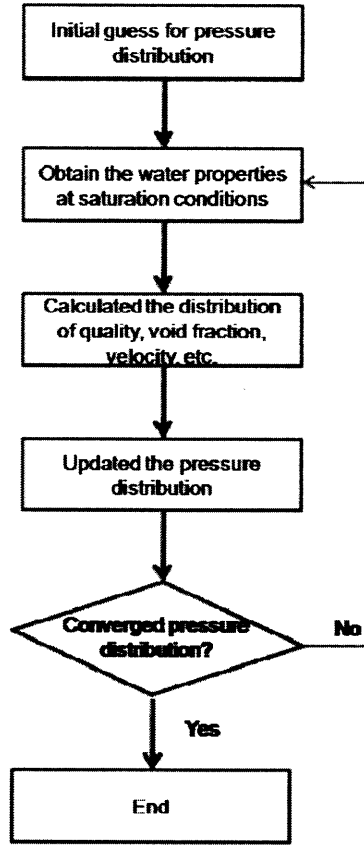 Initial guess for pressure
distribution
Obtain the water properties
at saturation conditions
Calculated the distribution
of quality, void fraction,
velocity, etc.
Updated the pressure
distribution
Converged pressure
distribution?
No
Yes
End